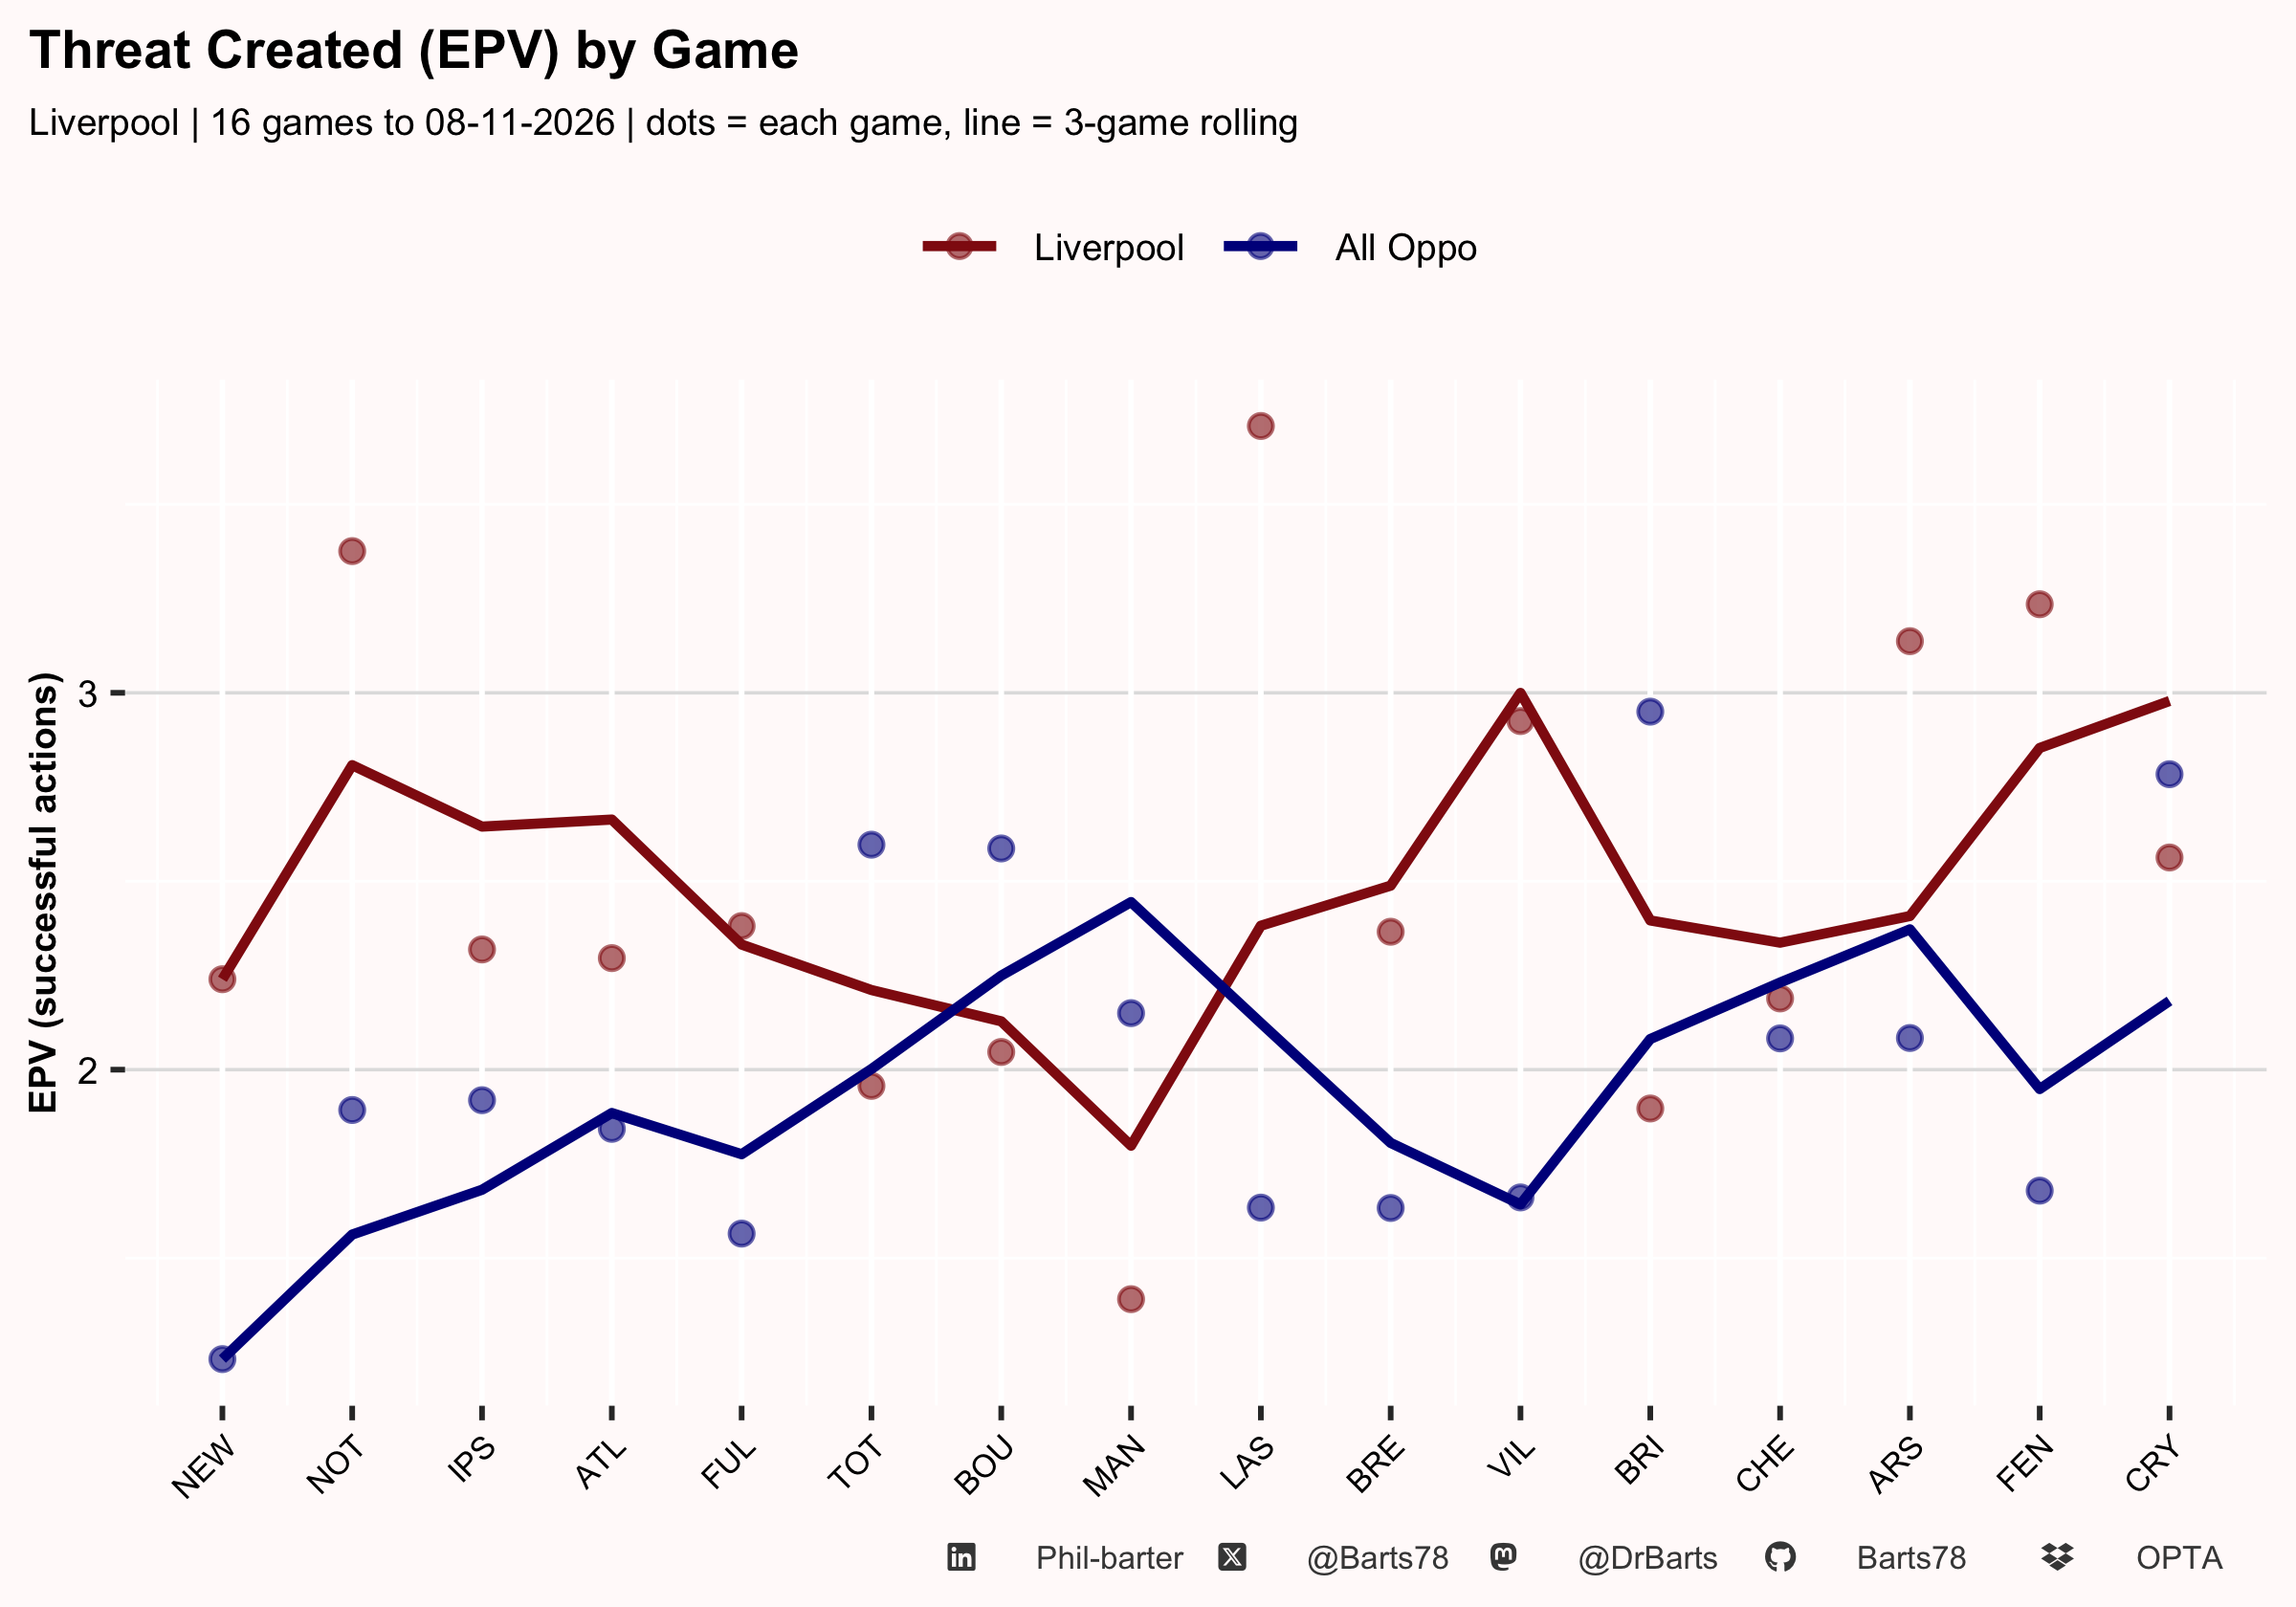 Threat Created (EPV) by Game
Liverpool | 16 games to 08-11-2026 | dots = each game, line = 3-game rolling
Liverpool All Oppo
EPV (successful actions)
3
2
NEW NOT IPS ATL FUL TOT BOU MAN LAS BRE VIL BRI CHE ARS FEN CRY
Phil-barter @Barts78 @DrBarts Barts78 OPTA